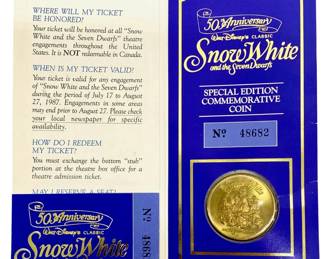 WHERE WILL MY TICKET
BE HONORED?
Your ticket will be honored at all "Snow
White and the Seven Dwarfs" theatre
engagements throughout the United
States. It is NOT redeemable in Canada.
WHEN IS MY TICKET VALID?
Your ticket is valid for any engagement
of "Snow White and the Seven Dwarfs"
during the period of July 17 to
August 27, 1987. Engagements in some
areas may end prior to August 27. Please
check your local newspaper for specific
availability.
HOW DO I REDEEM
MY TICKET?
You must exchange the bottom "stub"
portion at the theatre box office for a
theatre admission ticket.
MAY I RESERVE A SEAT?
50th Anniversary
Walt Disney's CLASSIC
Snow White
No 4868
50th Anniversary
Walt Disney's CLASSIC
Snow White
and the Seven Dwarfs
SPECIAL EDITION
COMMEMORATIVE
COIN
No 48682